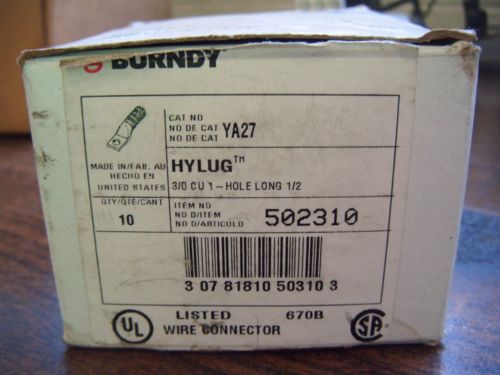 BURNDY
CAT NO
NO DE CAT YA27
NO DE CAT
MADE IN/FAB. AU
HECHO EN
UNITED STATES
HYLUG™
3/0 CU 1-HOLE LONG 1/2
QTY/QTE/CANT
10
ITEM NO
NO D/ITEM 502310
NO D/ARTICULO
3 07 81810 50310 3
UL LISTED 670B SA
WIRE CONNECTOR